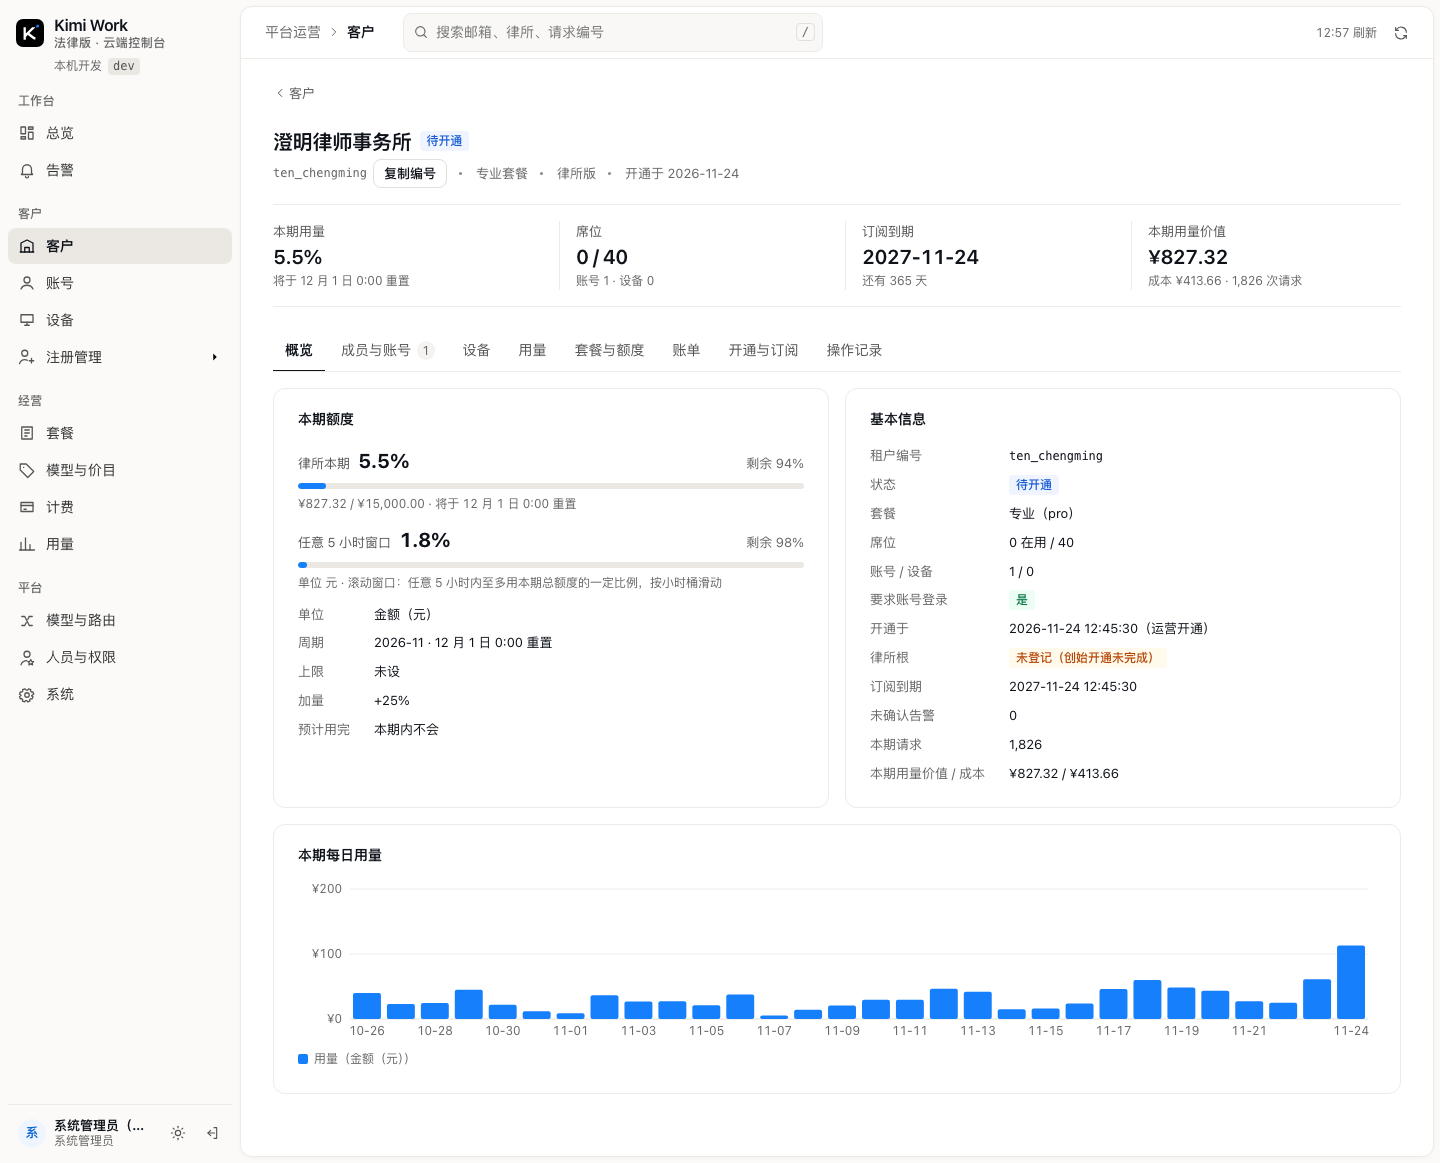 Kimi Work
法律版 · 云端控制台
本机开发 dev
工作台
总览
告警
客户
客户
账号
设备
注册管理
经营
套餐
模型与价目
计费
用量
平台
模型与路由
人员与权限
系统
系 系统管理员（...
系统管理员
平台运营 > 客户
搜索邮箱、律所、请求编号 /
12:57 刷新
客户
澄明律师事务所 待开通
ten_chengming 复制编号 • 专业套餐 • 律所版 • 开通于 2026-11-24
本期用量
5.5%
将于 12 月 1 日 0:00 重置
席位
0 / 40
账号 1 · 设备 0
订阅到期
2027-11-24
还有 365 天
本期用量价值
¥827.32
成本 ¥413.66 · 1,826 次请求
概览 成员与账号 1 设备 用量 套餐与额度 账单 开通与订阅 操作记录
本期额度
律所本期 5.5% 剩余 94%
¥827.32 / ¥15,000.00 · 将于 12 月 1 日 0:00 重置
任意 5 小时窗口 1.8% 剩余 98%
单位 元 · 滚动窗口：任意 5 小时内至多用本期总额度的一定比例，按小时桶滑动
单位 金额（元）
周期 2026-11 · 12 月 1 日 0:00 重置
上限 未设
加量 +25%
预计用完 本期内不会
基本信息
租户编号 ten_chengming
状态 待开通
套餐 专业（pro）
席位 0 在用 / 40
账号 / 设备 1 / 0
要求账号登录 是
开通于 2026-11-24 12:45:30（运营开通）
律所根 未登记（创始开通未完成）
订阅到期 2027-11-24 12:45:30
未确认告警 0
本期请求 1,826
本期用量价值 / 成本 ¥827.32 / ¥413.66
本期每日用量
¥200
¥100
¥0
10-26 10-28 10-30 11-01 11-03 11-05 11-07 11-09 11-11 11-13 11-15 11-17 11-19 11-21 11-24
用量（金额（元））